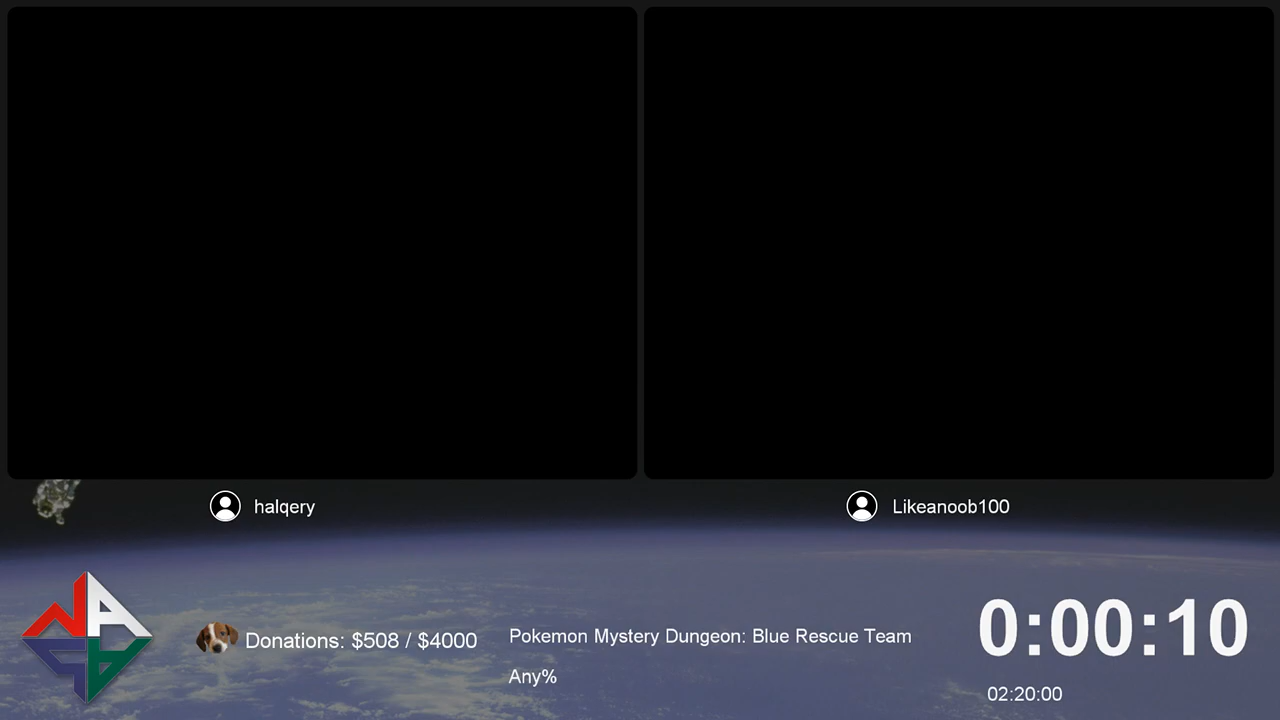 halqery
Likeanoob100
Donations: $508 / $4000
Pokemon Mystery Dungeon: Blue Rescue Team
Any%
0:00:10
02:20:00